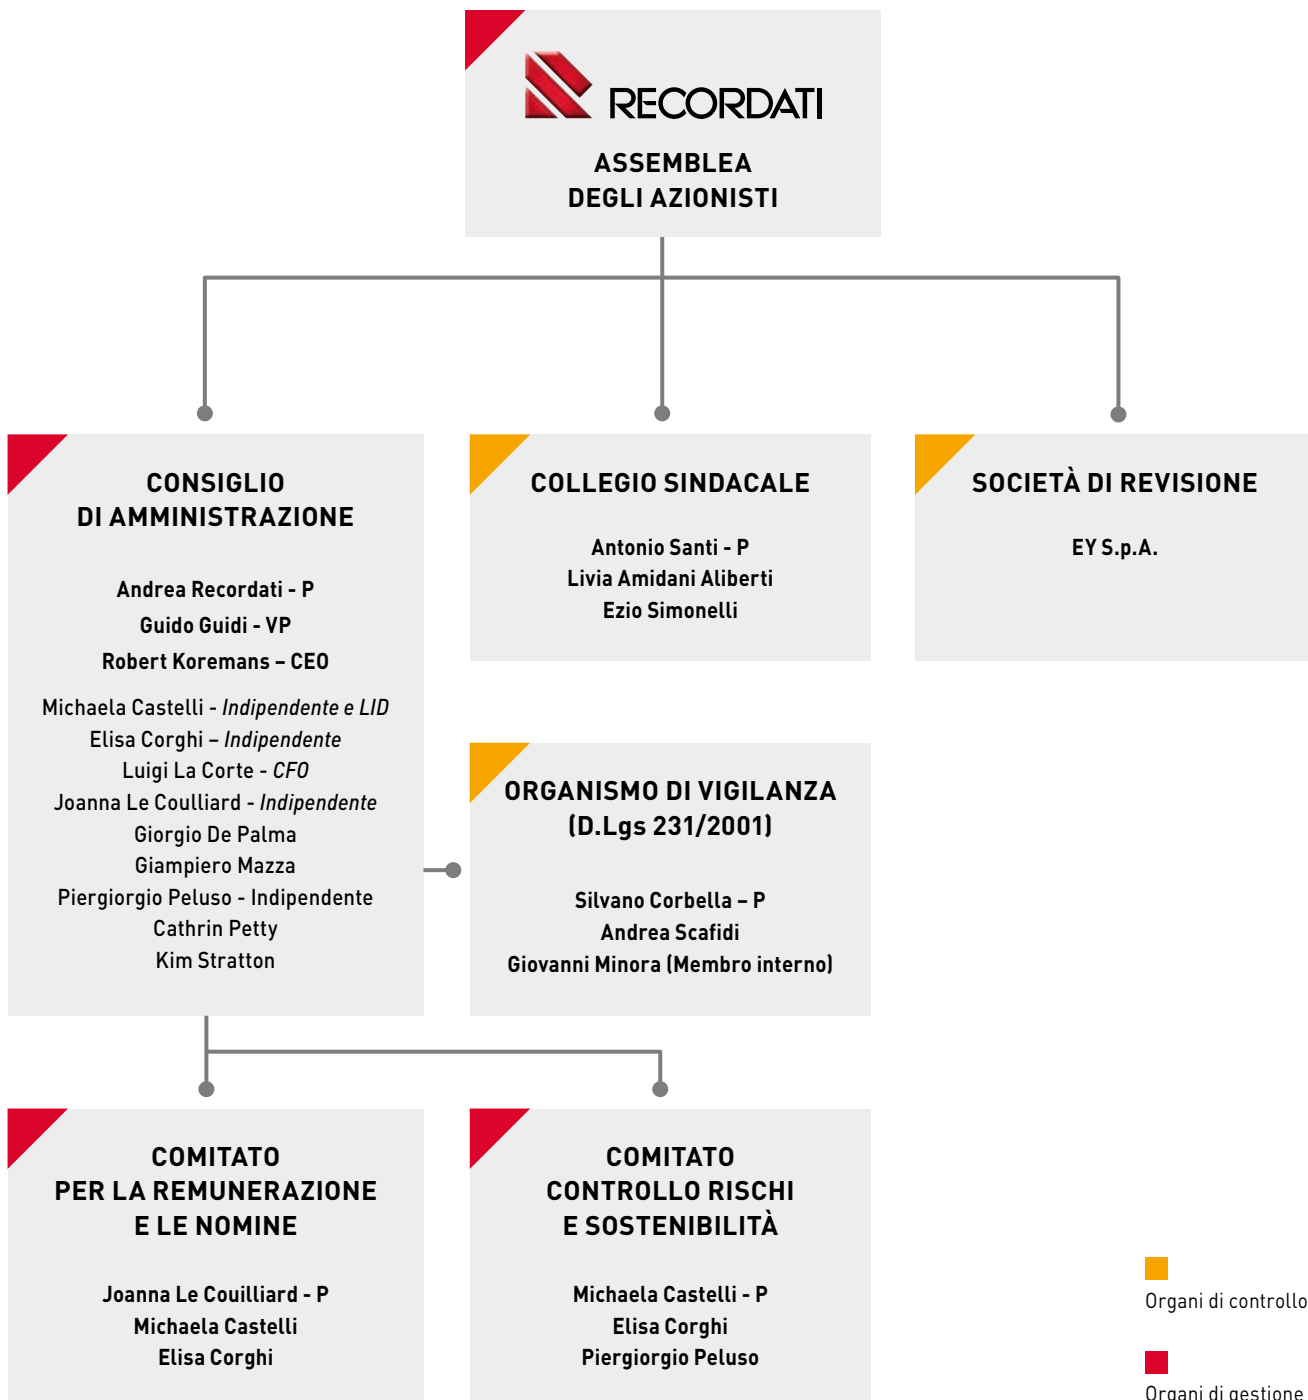 RECORDATI
ASSEMBLEA
DEGLI AZIONISTI
CONSIGLIO
DI AMMINISTRAZIONE
Andrea Recordati - P
Guido Guidi - VP
Robert Koremans – CEO
Michaela Castelli - Indipendente e LID
Elisa Corghi – Indipendente
Luigi La Corte - CFO
Joanna Le Coulliard - Indipendente
Giorgio De Palma
Giampiero Mazza
Piergiorgio Peluso - Indipendente
Cathrin Petty
Kim Stratton
COLLEGIO SINDACALE
Antonio Santi - P
Livia Amidani Aliberti
Ezio Simonelli
SOCIETÀ DI REVISIONE
EY S.p.A.
ORGANISMO DI VIGILANZA
(D.Lgs 231/2001)
Silvano Corbella – P
Andrea Scafidi
Giovanni Minora (Membro interno)
COMITATO
PER LA REMUNERAZIONE
E LE NOMINE
Joanna Le Couilliard - P
Michaela Castelli
Elisa Corghi
COMITATO
CONTROLLO RISCHI
E SOSTENIBILITÀ
Michaela Castelli - P
Elisa Corghi
Piergiorgio Peluso
Organi di controllo
Organi di gestione